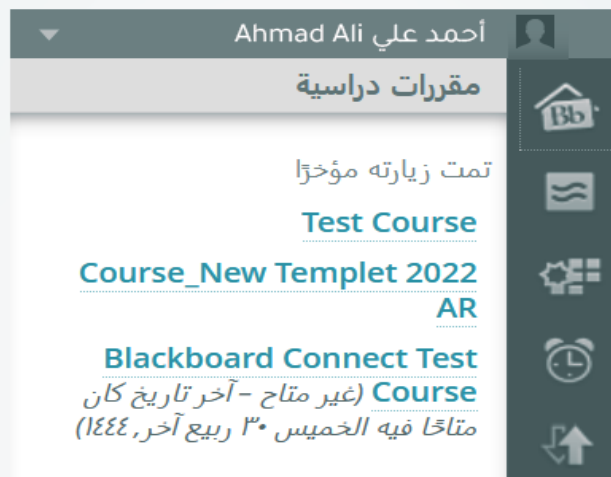 أحمد علي Ahmad Ali
مقررات دراسية
Bb
تمت زيارته مؤخرًا
Test Course
Course_New Templet 2022
AR
Blackboard Connect Test
Course (غير متاح – آخر تاريخ كان
متاحًا فيه الخميس ٣٠ ربيع آخر, ١٤٤٤)